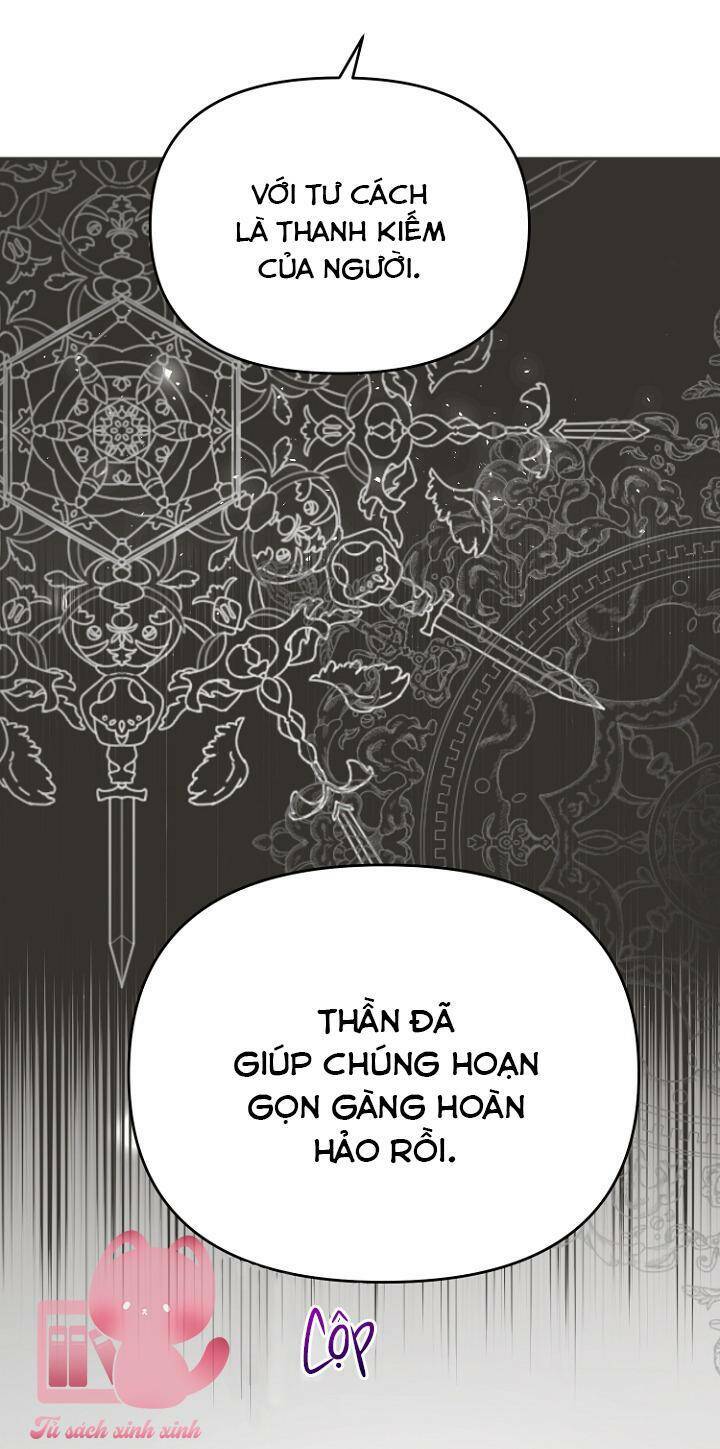 VỚI TƯ CÁCH
LÀ THANH KIẾM
CỦA NGƯỜI.
THẦN ĐÃ
GIÚP CHÚNG HOẠN
GỌN GÀNG HOÀN
HẢO RỒI.
CỘP
Tủ sách xinh xinh